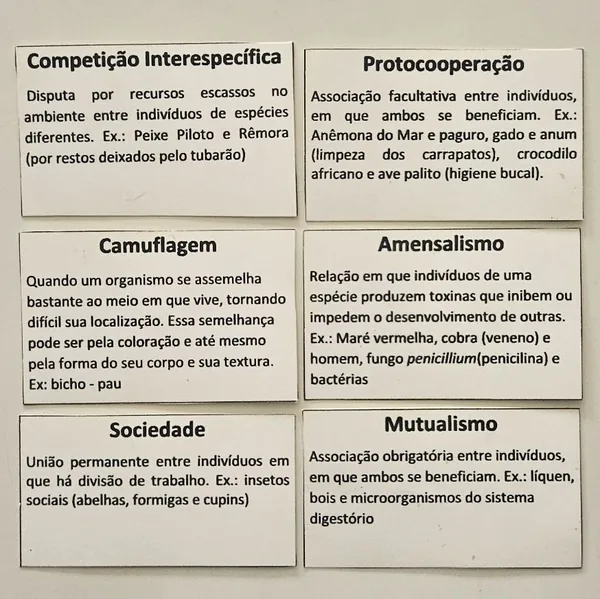 Competição Interespecífica
Disputa por recursos escassos no
ambiente entre indivíduos de espécies
diferentes. Ex.: Peixe Piloto e Rêmora
(por restos deixados pelo tubarão)
Protocooperação
Associação facultativa entre indivíduos,
em que ambos se beneficiam. Ex.:
Anêmona do Mar e paguro, gado e anum
(limpeza dos carrapatos), crocodilo
africano e ave palito (higiene bucal).
Camuflagem
Quando um organismo se assemelha
bastante ao meio em que vive, tornando
difícil sua localização. Essa semelhança
pode ser pela coloração e até mesmo
pela forma do seu corpo e sua textura.
Ex: bicho - pau
Amensalismo
Relação em que indivíduos de uma
espécie produzem toxinas que inibem ou
impedem o desenvolvimento de outras.
Ex.: Maré vermelha, cobra (veneno) e
homem, fungo penicillium(penicilina) e
bactérias
Sociedade
União permanente entre indivíduos em
que há divisão de trabalho. Ex.: insetos
sociais (abelhas, formigas e cupins)
Mutualismo
Associação obrigatória entre indivíduos,
em que ambos se beneficiam. Ex.: líquen,
bois e microorganismos do sistema
digestório